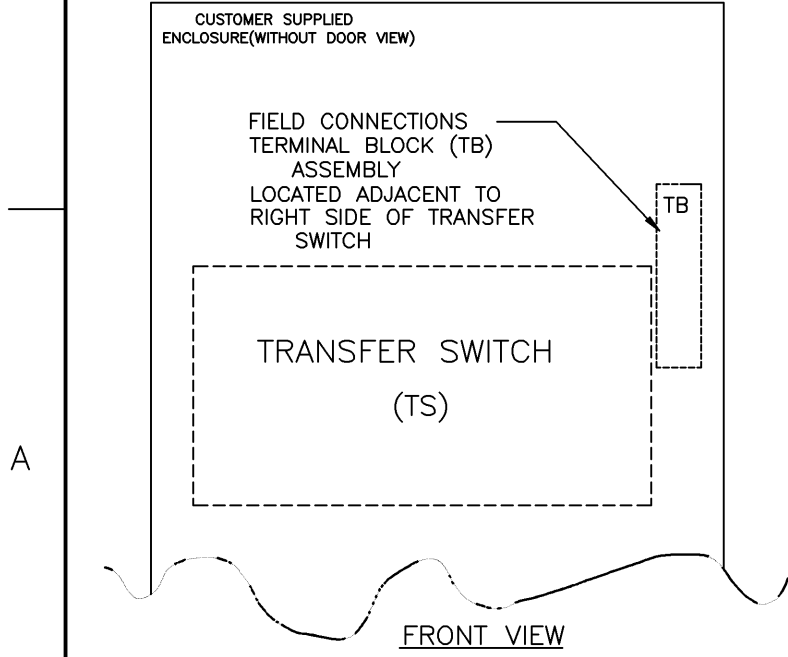 CUSTOMER SUPPLIED
ENCLOSURE(WITHOUT DOOR VIEW)
FIELD CONNECTIONS
TERMINAL BLOCK (TB)
ASSEMBLY
LOCATED ADJACENT TO
RIGHT SIDE OF TRANSFER
SWITCH
TB
TRANSFER SWITCH
(TS)
A
FRONT VIEW